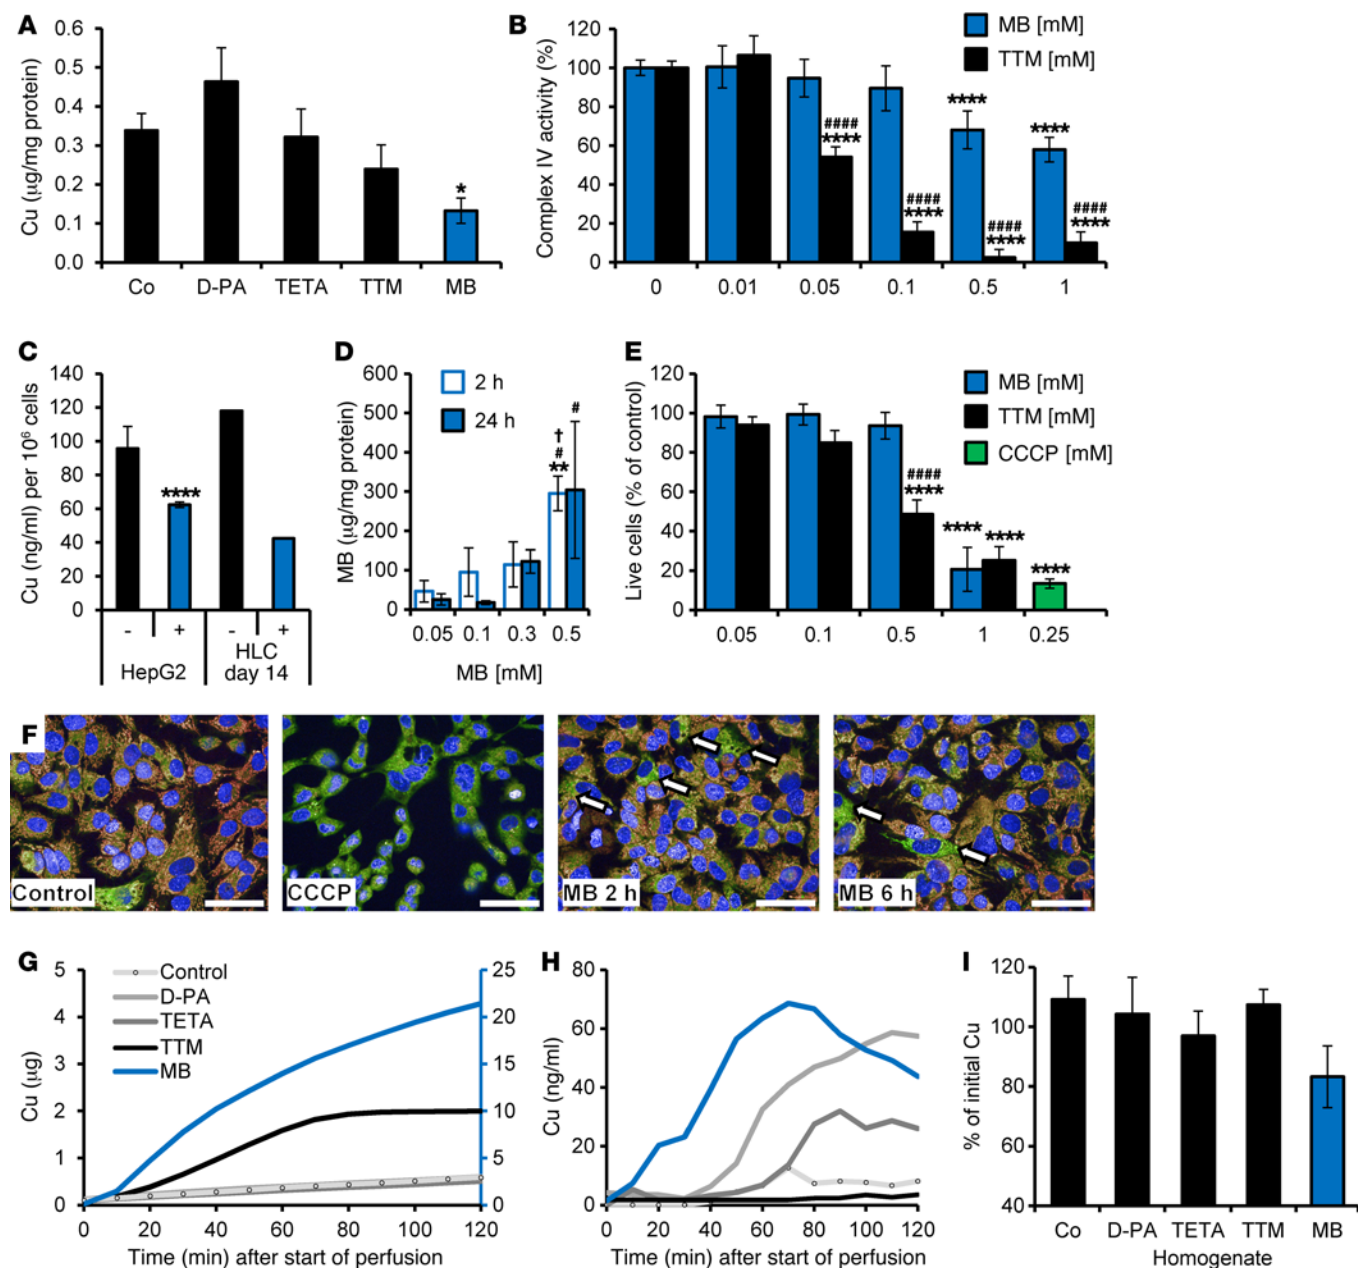 A
Cu (μg/mg protein)
0.6
0.5
0.4
0.3
0.2
0.1
0.0
*
Co D-PA TETA TTM MB
B
Complex IV activity (%)
120
100
80
60
40
20
0
MB [mM]
TTM [mM]
#### ****
#### ****
**** #### ****
**** #### ****
0 0.01 0.05 0.1 0.5 1
C
Cu (ng/ml) per 10⁶ cells
140
120
100
80
60
40
20
0
****
- + - +
HepG2 HLC
day 14
D
MB (μg/mg protein)
600
500
400
300
200
100
0
2 h
24 h
†
#
**
#
0.05 0.1 0.3 0.5
MB [mM]
E
Live cells (% of control)
120
100
80
60
40
20
0
MB [mM]
TTM [mM]
CCCP [mM]
####
****
**** ****
****
0.05 0.1 0.5 1 0.25
F
Control CCCP MB 2 h MB 6 h
G
Cu (μg)
5
4
3
2
1
0
Control
D-PA
TETA
TTM
MB
25
20
15
10
5
0
0 20 40 60 80 100 120
Time (min) after start of perfusion
H
Cu (ng/ml)
80
60
40
20
0
0 20 40 60 80 100 120
Time (min) after start of perfusion
I
% of initial Cu
120
100
80
60
40
Co D-PA TETA TTM MB
Homogenate